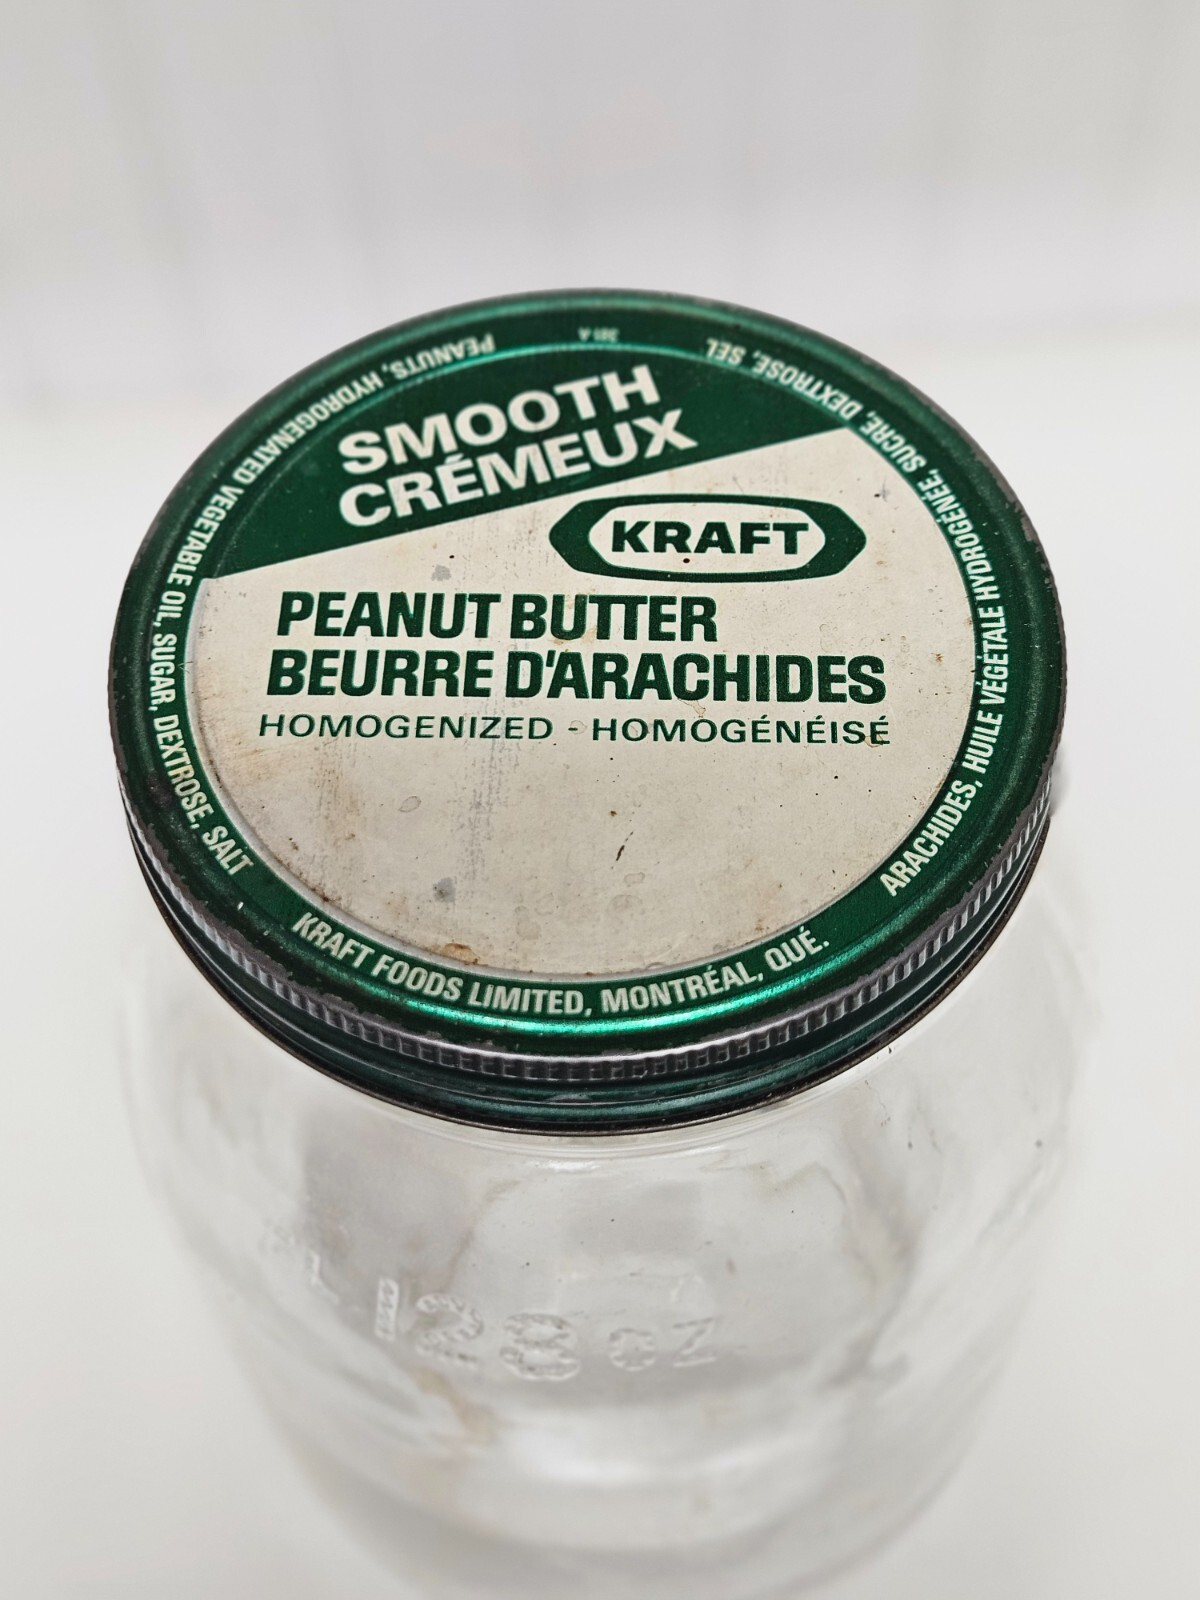 SMOOTH
CRÉMEUX
KRAFT
PEANUT BUTTER
BEURRE D'ARACHIDES
HOMOGENIZED - HOMOGÉNÉISÉ
PEANUTS, HYDROGENATED VEGETABLE OIL, SUGAR, DEXTROSE, SALT
KRAFT FOODS LIMITED, MONTRÉAL, QUÉ.
ARACHIDES, HUILE VÉGÉTALE HYDROGÉNÉE, SUCRE, DEXTROSE, SEL
128 OZ.